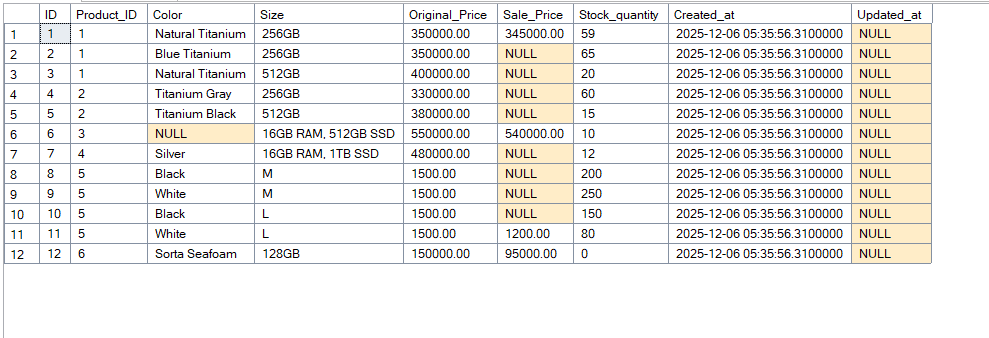 ID Product_ID Color Size Original_Price Sale_Price Stock_quantity Created_at Updated_at
1 1 1 Natural Titanium 256GB 350000.00 345000.00 59 2025-12-06 05:35:56.3100000 NULL
2 2 1 Blue Titanium 256GB 350000.00 NULL 65 2025-12-06 05:35:56.3100000 NULL
3 3 1 Natural Titanium 512GB 400000.00 NULL 20 2025-12-06 05:35:56.3100000 NULL
4 4 2 Titanium Gray 256GB 330000.00 NULL 60 2025-12-06 05:35:56.3100000 NULL
5 5 2 Titanium Black 512GB 380000.00 NULL 15 2025-12-06 05:35:56.3100000 NULL
6 6 3 NULL 16GB RAM, 512GB SSD 550000.00 540000.00 10 2025-12-06 05:35:56.3100000 NULL
7 7 4 Silver 16GB RAM, 1TB SSD 480000.00 NULL 12 2025-12-06 05:35:56.3100000 NULL
8 8 5 Black M 1500.00 NULL 200 2025-12-06 05:35:56.3100000 NULL
9 9 5 White M 1500.00 NULL 250 2025-12-06 05:35:56.3100000 NULL
10 10 5 Black L 1500.00 NULL 150 2025-12-06 05:35:56.3100000 NULL
11 11 5 White L 1500.00 1200.00 80 2025-12-06 05:35:56.3100000 NULL
12 12 6 Sorta Seafoam 128GB 150000.00 95000.00 0 2025-12-06 05:35:56.3100000 NULL